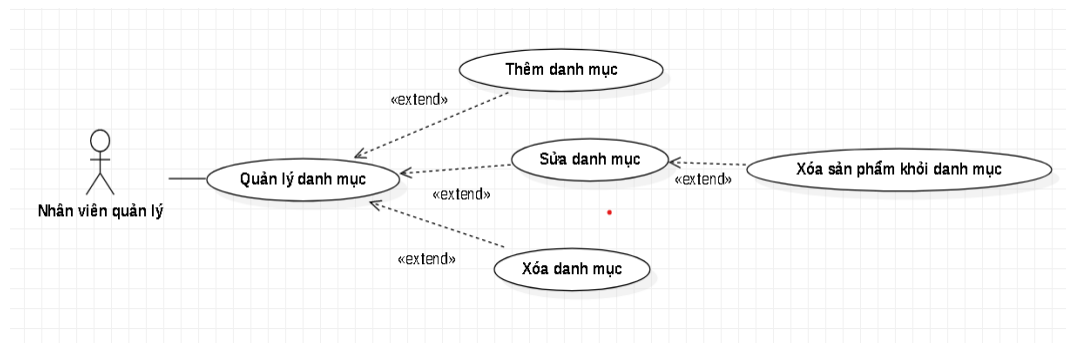 Thêm danh mục
«extend»
Sửa danh mục
Xóa sản phẩm khỏi danh mục
Quản lý danh mục
«extend»
«extend»
Nhân viên quản lý
«extend»
Xóa danh mục